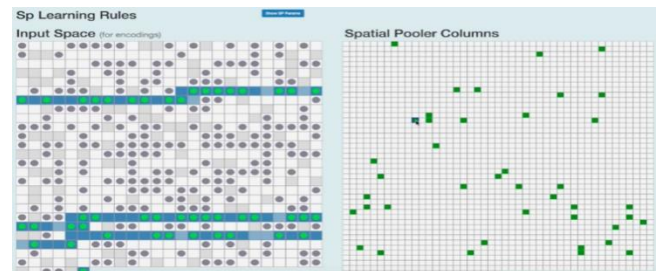 Sp Learning Rules
Show SP Params
Input Space (for encodings)
Spatial Pooler Columns